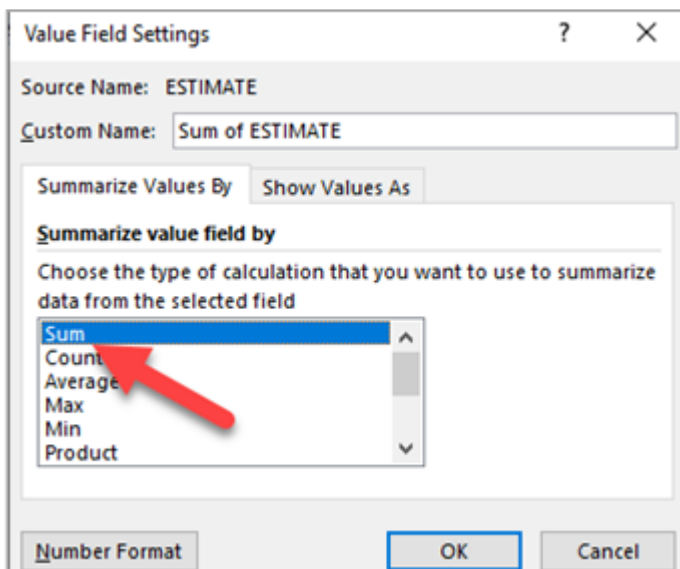 Value Field Settings ?
Source Name: ESTIMATE
Custom Name: Sum of ESTIMATE
Summarize Values By Show Values As
Summarize value field by
Choose the type of calculation that you want to use to summarize
data from the selected field
Sum
Count
Average
Max
Min
Product
Number Format OK Cancel